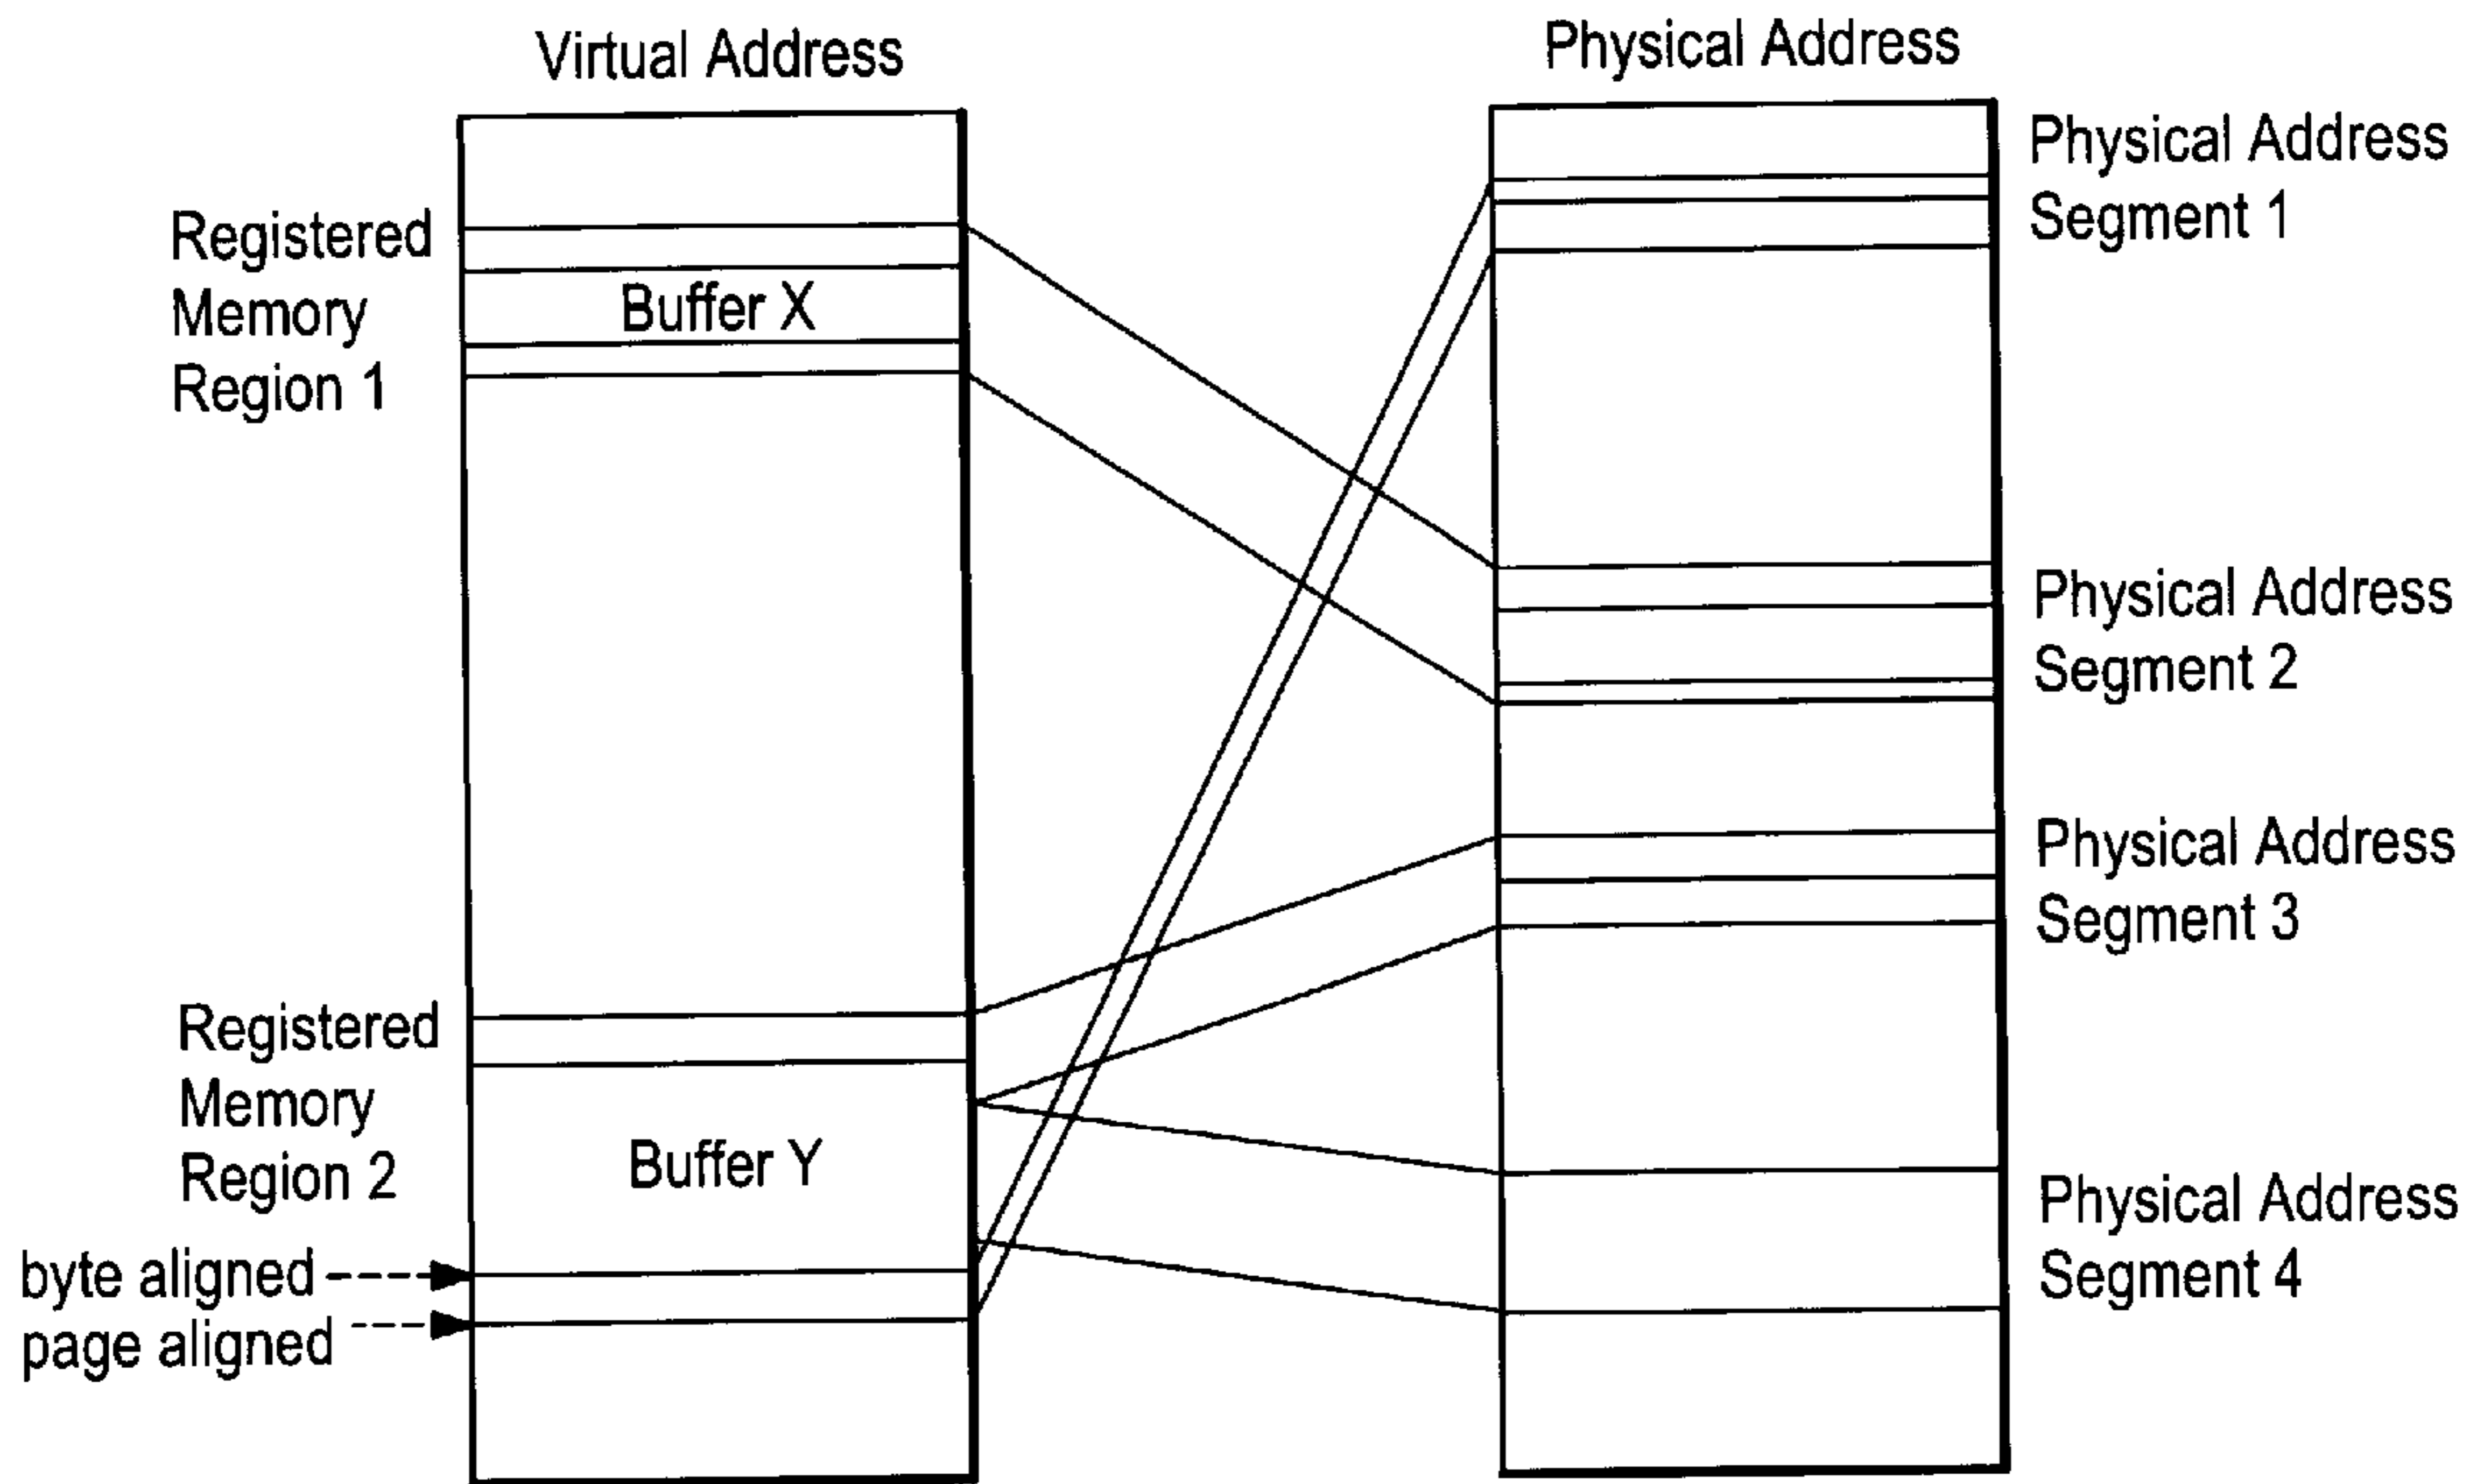 Virtual Address
Physical Address
Registered
Memory
Region 1
Buffer X
Physical Address
Segment 1
Physical Address
Segment 2
Physical Address
Segment 3
Registered
Memory
Region 2
Buffer Y
byte aligned
page aligned
Physical Address
Segment 4